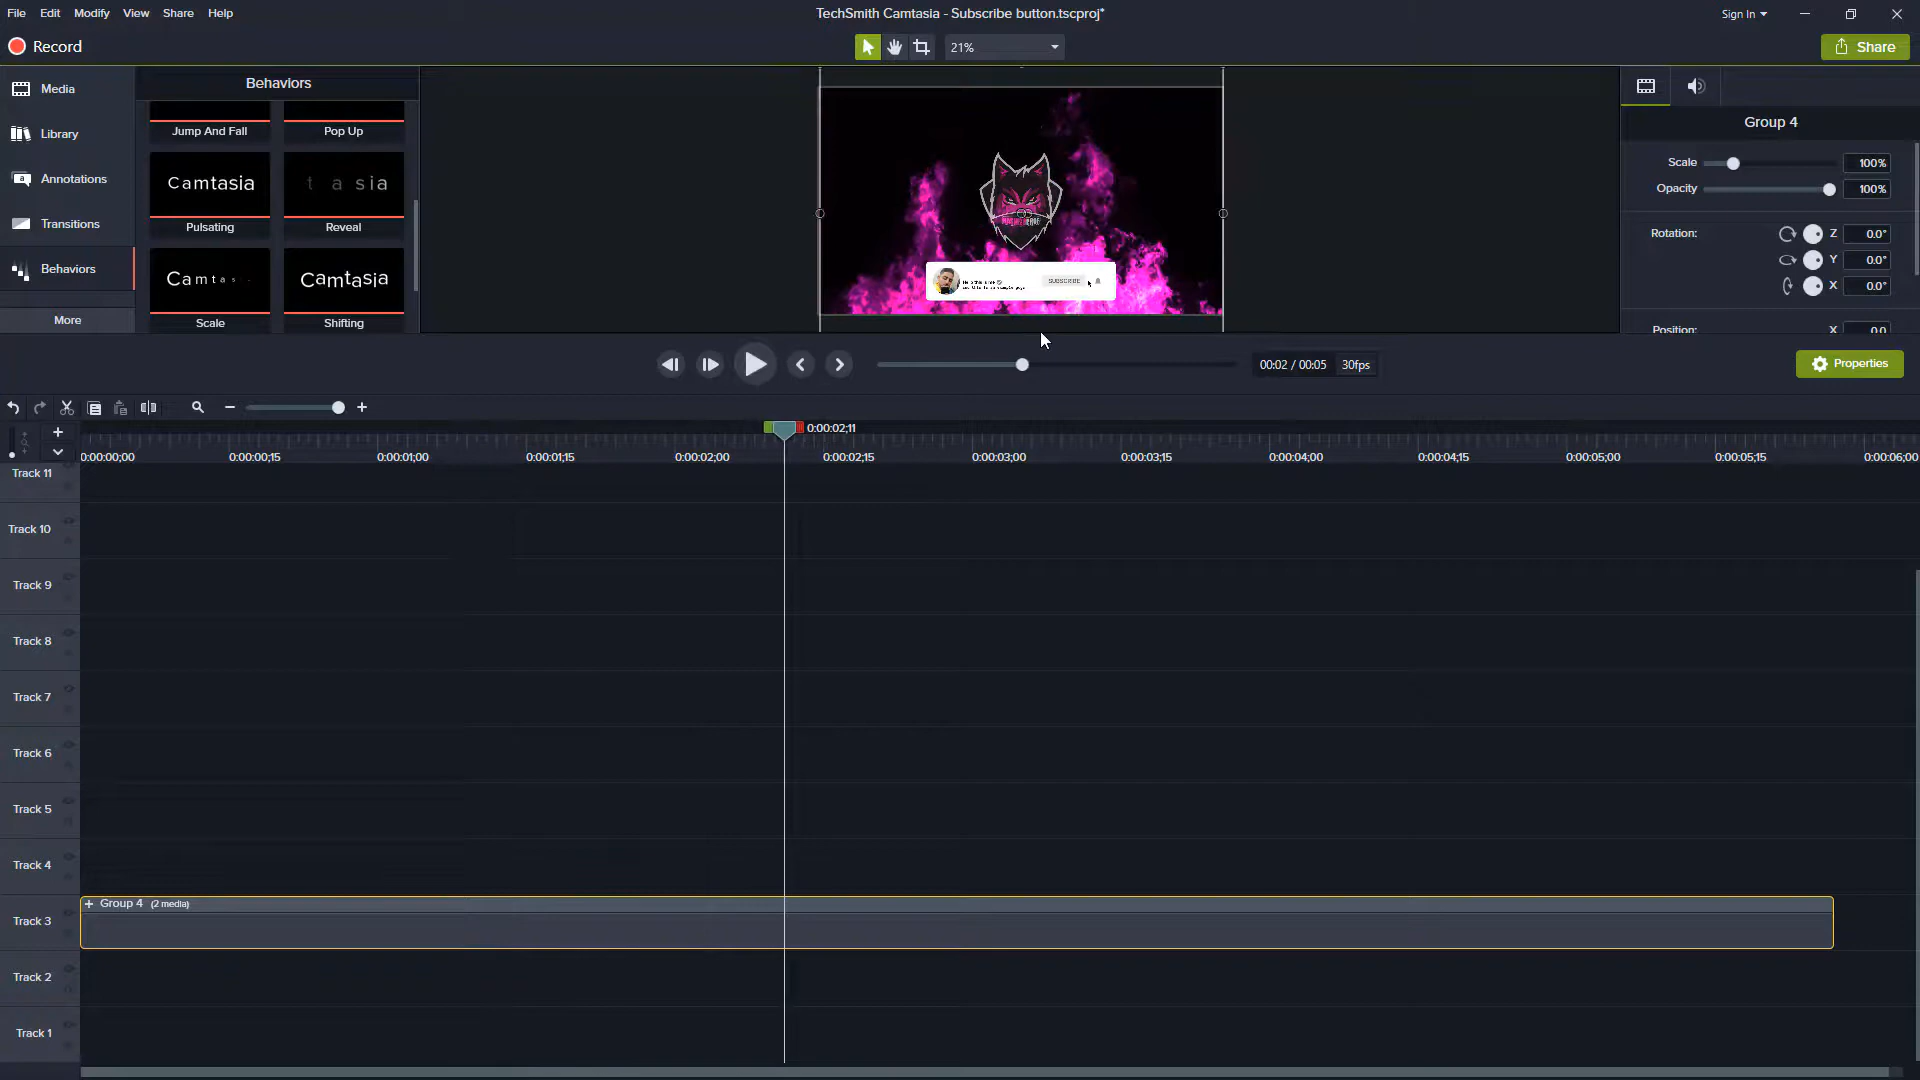 File Edit Modify View Share Help
TechSmith Camtasia - Subscribe button.tscproj*
Sign In
Record
21%
Share
Media
Library
Annotations
Transitions
Behaviors
More
Behaviors
Jump And Fall
Pop Up
Camtasia
t a sia
Pulsating
Reveal
Camtas
Camtasia
Scale
Shifting
SUBSCRIBE
Group 4
Scale 100%
Opacity 100%
Rotation: Z 0.0°
Y 0.0°
X 0.0°
Position: X 0.0
00:02 / 00:05 30fps
Properties
0:00:02;11
0:00:00;00 0:00:00;15 0:00:01;00 0:00:01;15 0:00:02;00 0:00:02;15 0:00:03;00 0:00:03;15 0:00:04;00 0:00:04;15 0:00:05;00 0:00:05;15 0:00:06;00
Track 11
Track 10
Track 9
Track 8
Track 7
Track 6
Track 5
Track 4
Group 4 (2 media)
Track 3
Track 2
Track 1